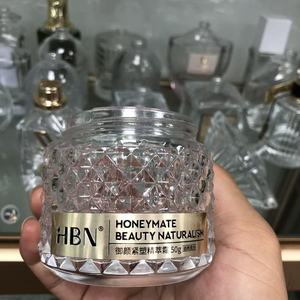 HBN®
HONEYMATE
BEAUTY NATURALISM
御颜紧塑精萃霜 50g